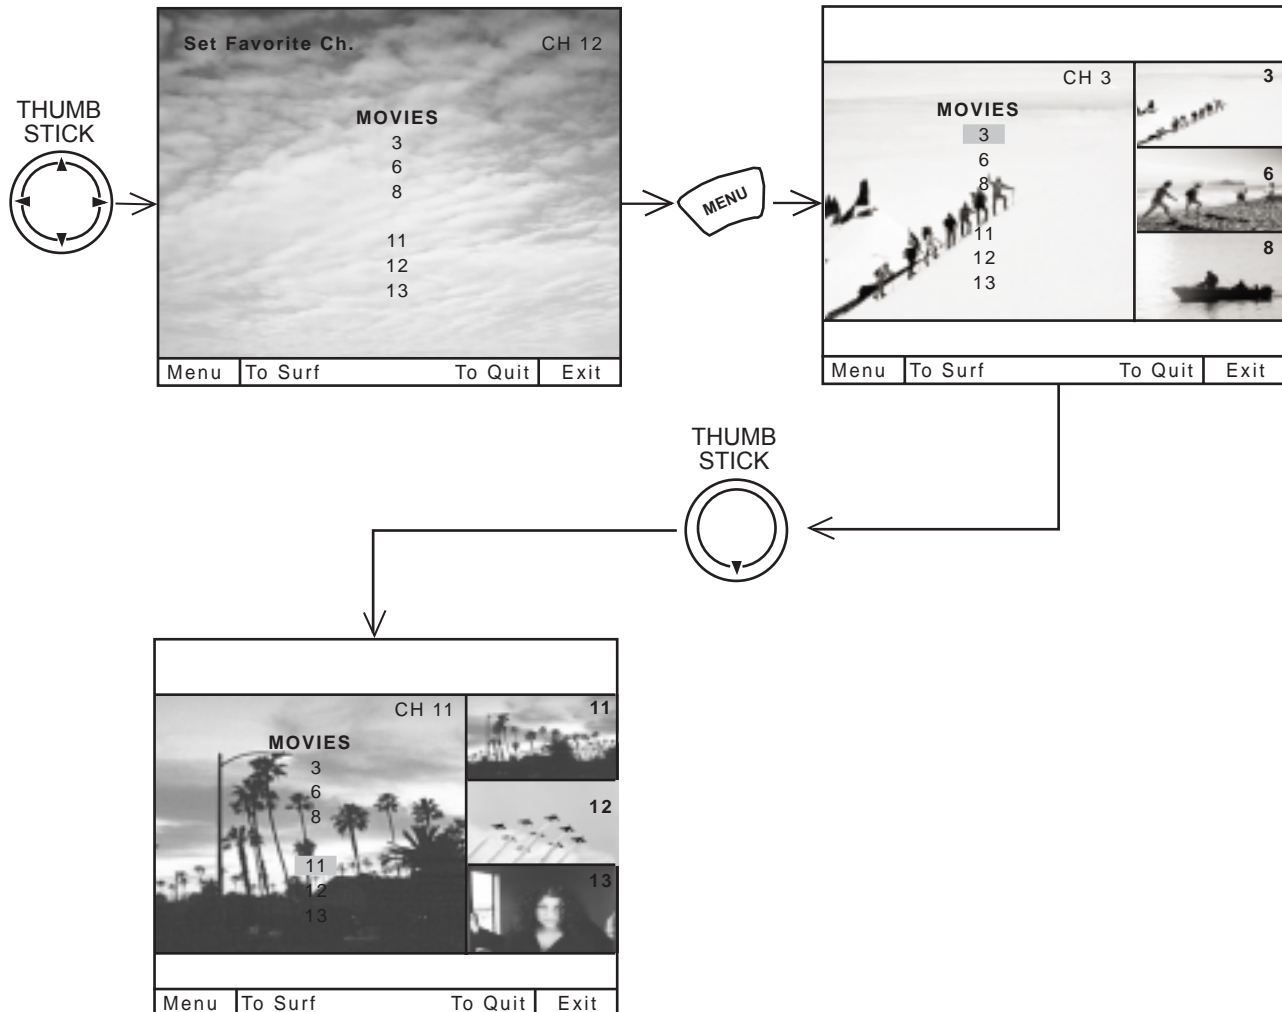 THUMB
STICK
Set Favorite Ch. CH 12
MOVIES
3
6
8
11
12
13
Menu To Surf To Quit Exit
MENU
CH 3
MOVIES
3
6
8
11
12
13
3
6
8
Menu To Surf To Quit Exit
THUMB
STICK
CH 11
MOVIES
3
6
8
11
12
13
11
12
13
Menu To Surf To Quit Exit